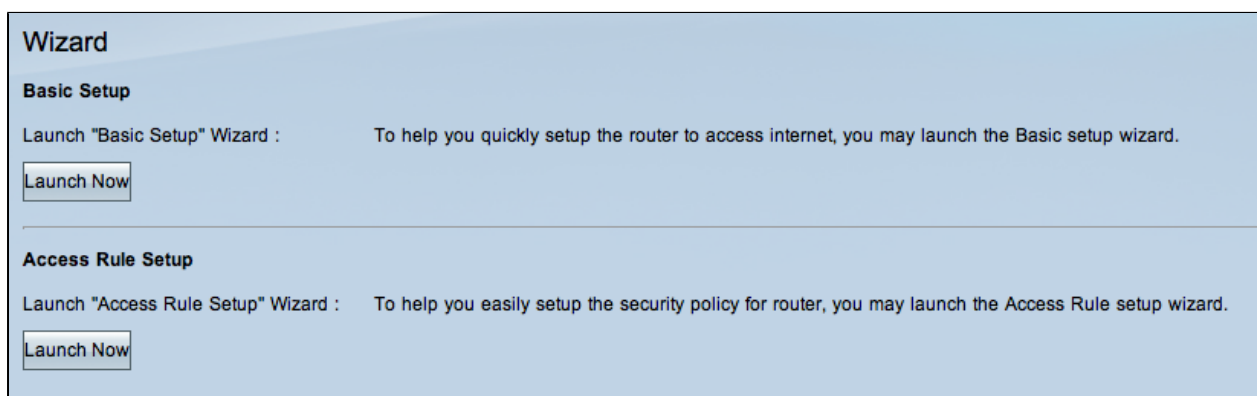 Wizard
Basic Setup
Launch "Basic Setup" Wizard : To help you quickly setup the router to access internet, you may launch the Basic setup wizard.
Launch Now
Access Rule Setup
Launch "Access Rule Setup" Wizard : To help you easily setup the security policy for router, you may launch the Access Rule setup wizard.
Launch Now